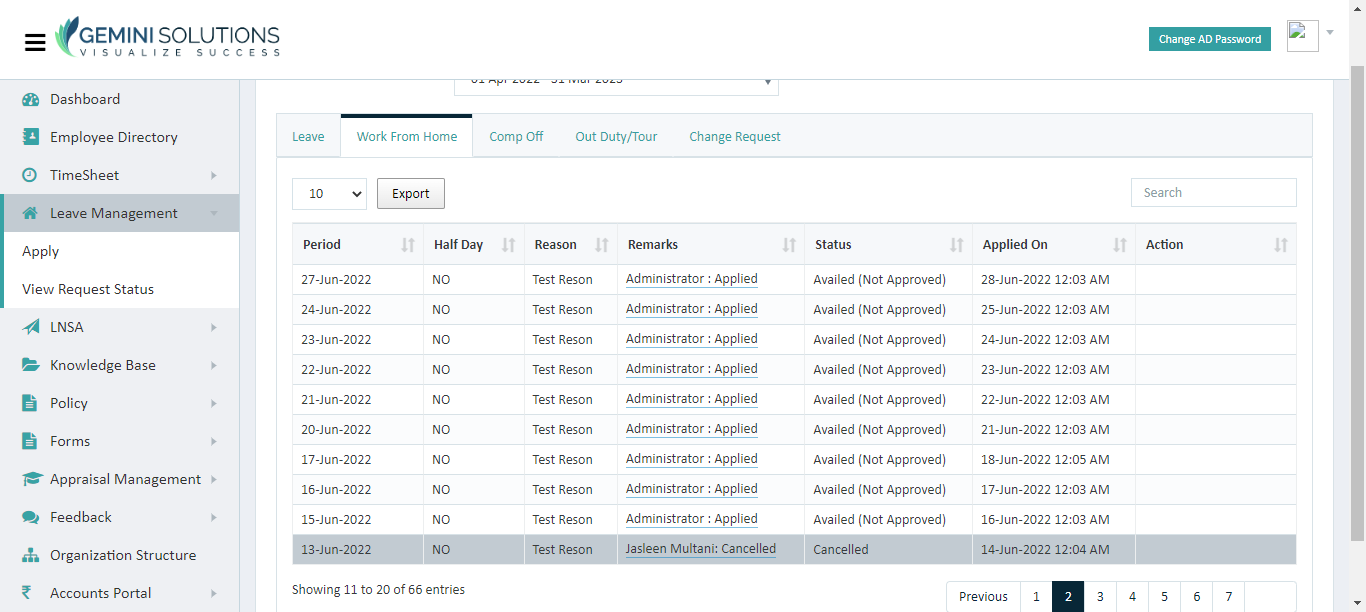 GEMINI SOLUTIONS
VISUALIZE SUCCESS
Change AD Password
01 Apr 2022 - 31 Mar 2023
Dashboard
Employee Directory
TimeSheet
Leave Management
Apply
View Request Status
LNSA
Knowledge Base
Policy
Forms
Appraisal Management
Feedback
Organization Structure
Accounts Portal
Leave Work From Home Comp Off Out Duty/Tour Change Request
10 Export Search
Period Half Day Reason Remarks Status Applied On Action
27-Jun-2022 NO Test Reson Administrator : Applied Availed (Not Approved) 28-Jun-2022 12:03 AM
24-Jun-2022 NO Test Reson Administrator : Applied Availed (Not Approved) 25-Jun-2022 12:03 AM
23-Jun-2022 NO Test Reson Administrator : Applied Availed (Not Approved) 24-Jun-2022 12:03 AM
22-Jun-2022 NO Test Reson Administrator : Applied Availed (Not Approved) 23-Jun-2022 12:03 AM
21-Jun-2022 NO Test Reson Administrator : Applied Availed (Not Approved) 22-Jun-2022 12:03 AM
20-Jun-2022 NO Test Reson Administrator : Applied Availed (Not Approved) 21-Jun-2022 12:03 AM
17-Jun-2022 NO Test Reson Administrator : Applied Availed (Not Approved) 18-Jun-2022 12:05 AM
16-Jun-2022 NO Test Reson Administrator : Applied Availed (Not Approved) 17-Jun-2022 12:03 AM
15-Jun-2022 NO Test Reson Administrator : Applied Availed (Not Approved) 16-Jun-2022 12:03 AM
13-Jun-2022 NO Test Reson Jasleen Multani: Cancelled Cancelled 14-Jun-2022 12:04 AM
Showing 11 to 20 of 66 entries
Previous 1 2 3 4 5 6 7